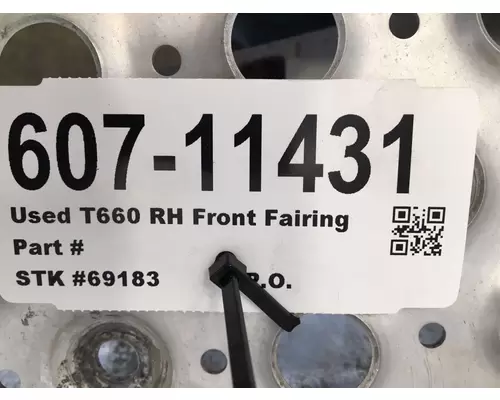 607-11431
Used T660 RH Front Fairing
Part #
STK #69183 P.O.